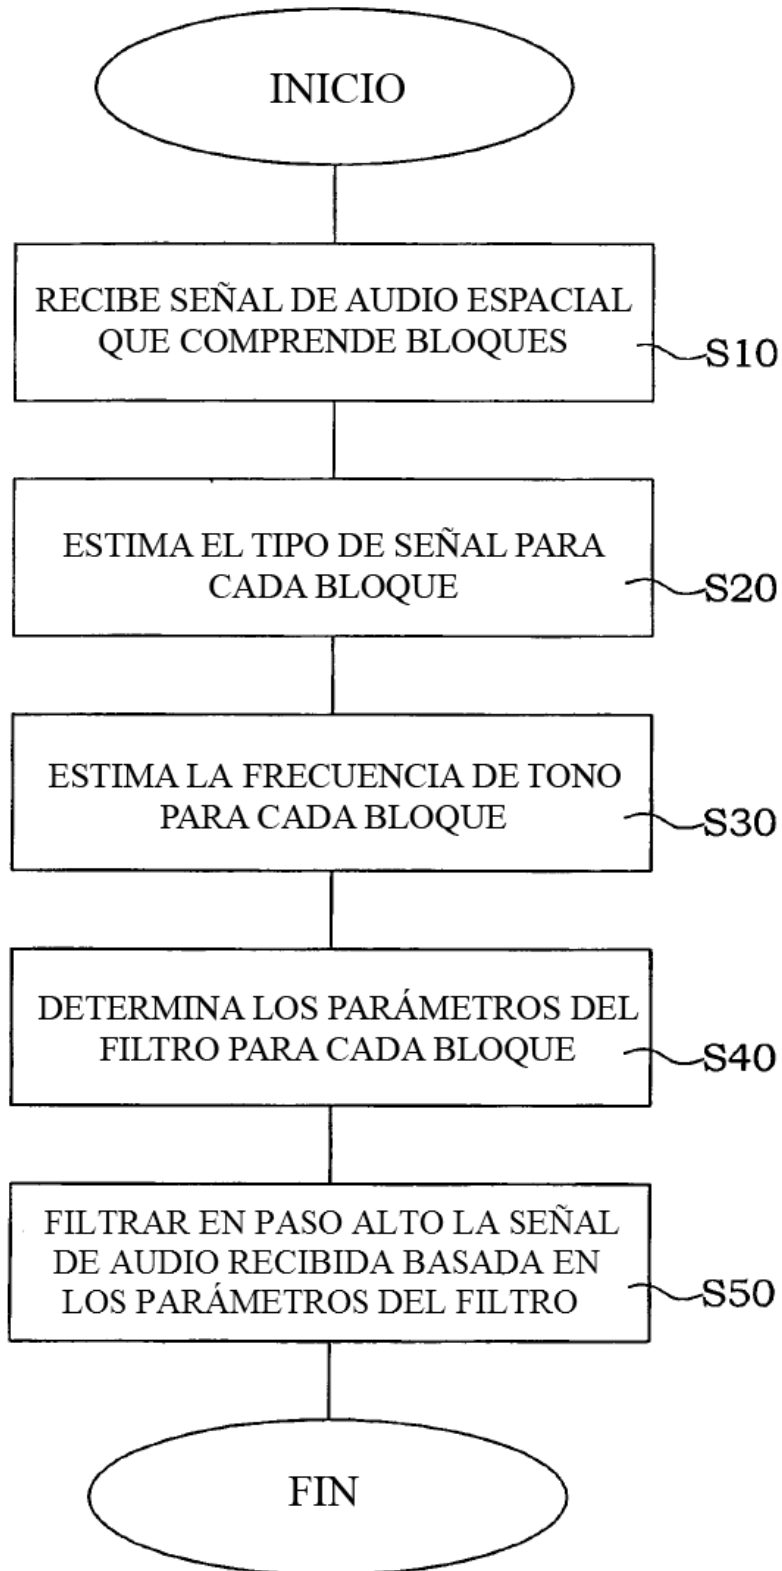 INICIO
RECIBE SEÑAL DE AUDIO ESPACIAL
QUE COMPRENDE BLOQUES
S10
ESTIMA EL TIPO DE SEÑAL PARA
CADA BLOQUE
S20
ESTIMA LA FRECUENCIA DE TONO
PARA CADA BLOQUE
S30
DETERMINA LOS PARÁMETROS DEL
FILTRO PARA CADA BLOQUE
S40
FILTRAR EN PASO ALTO LA SEÑAL
DE AUDIO RECIBIDA BASADA EN
LOS PARÁMETROS DEL FILTRO
S50
FIN